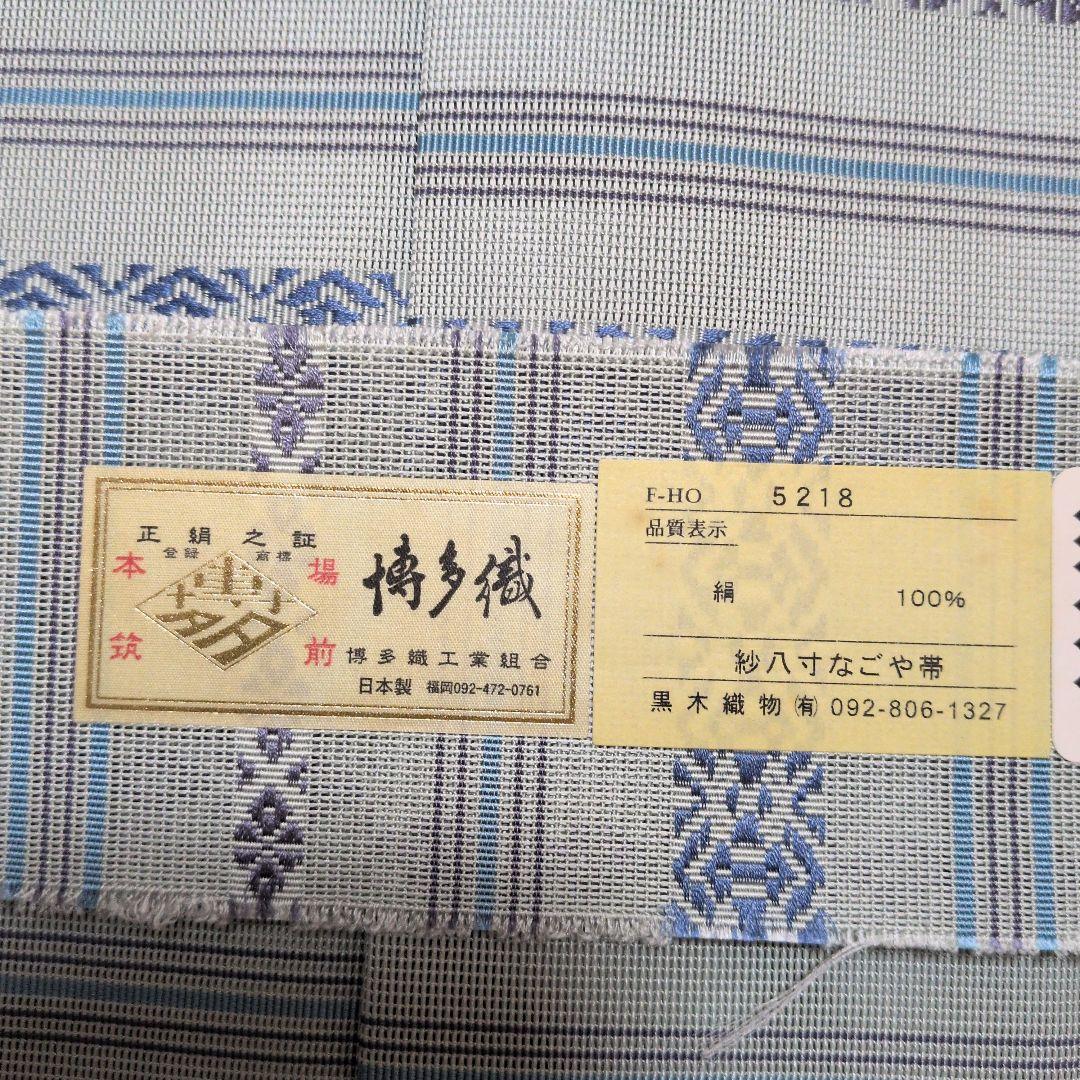 正絹之証
登録 商標
本場
筑前
博多
博多織
博多織工業組合
日本製 福岡092-472-0761
F-HO 5218
品質表示
絹 100%
紗八寸なごや帯
黒木織物㈲ 092-806-1327